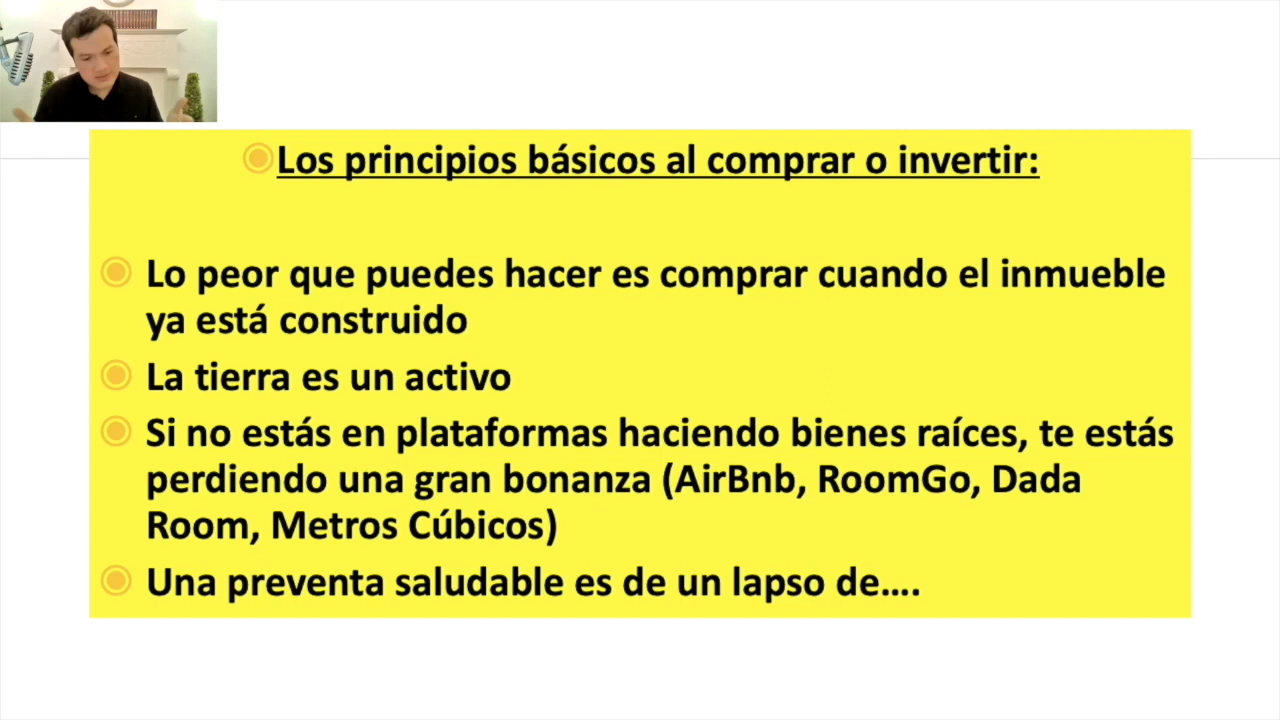 Los principios básicos al comprar o invertir:
Lo peor que puedes hacer es comprar cuando el inmueble
ya está construido
La tierra es un activo
Si no estás en plataformas haciendo bienes raíces, te estás
perdiendo una gran bonanza (AirBnb, RoomGo, Dada
Room, Metros Cúbicos)
Una preventa saludable es de un lapso de....